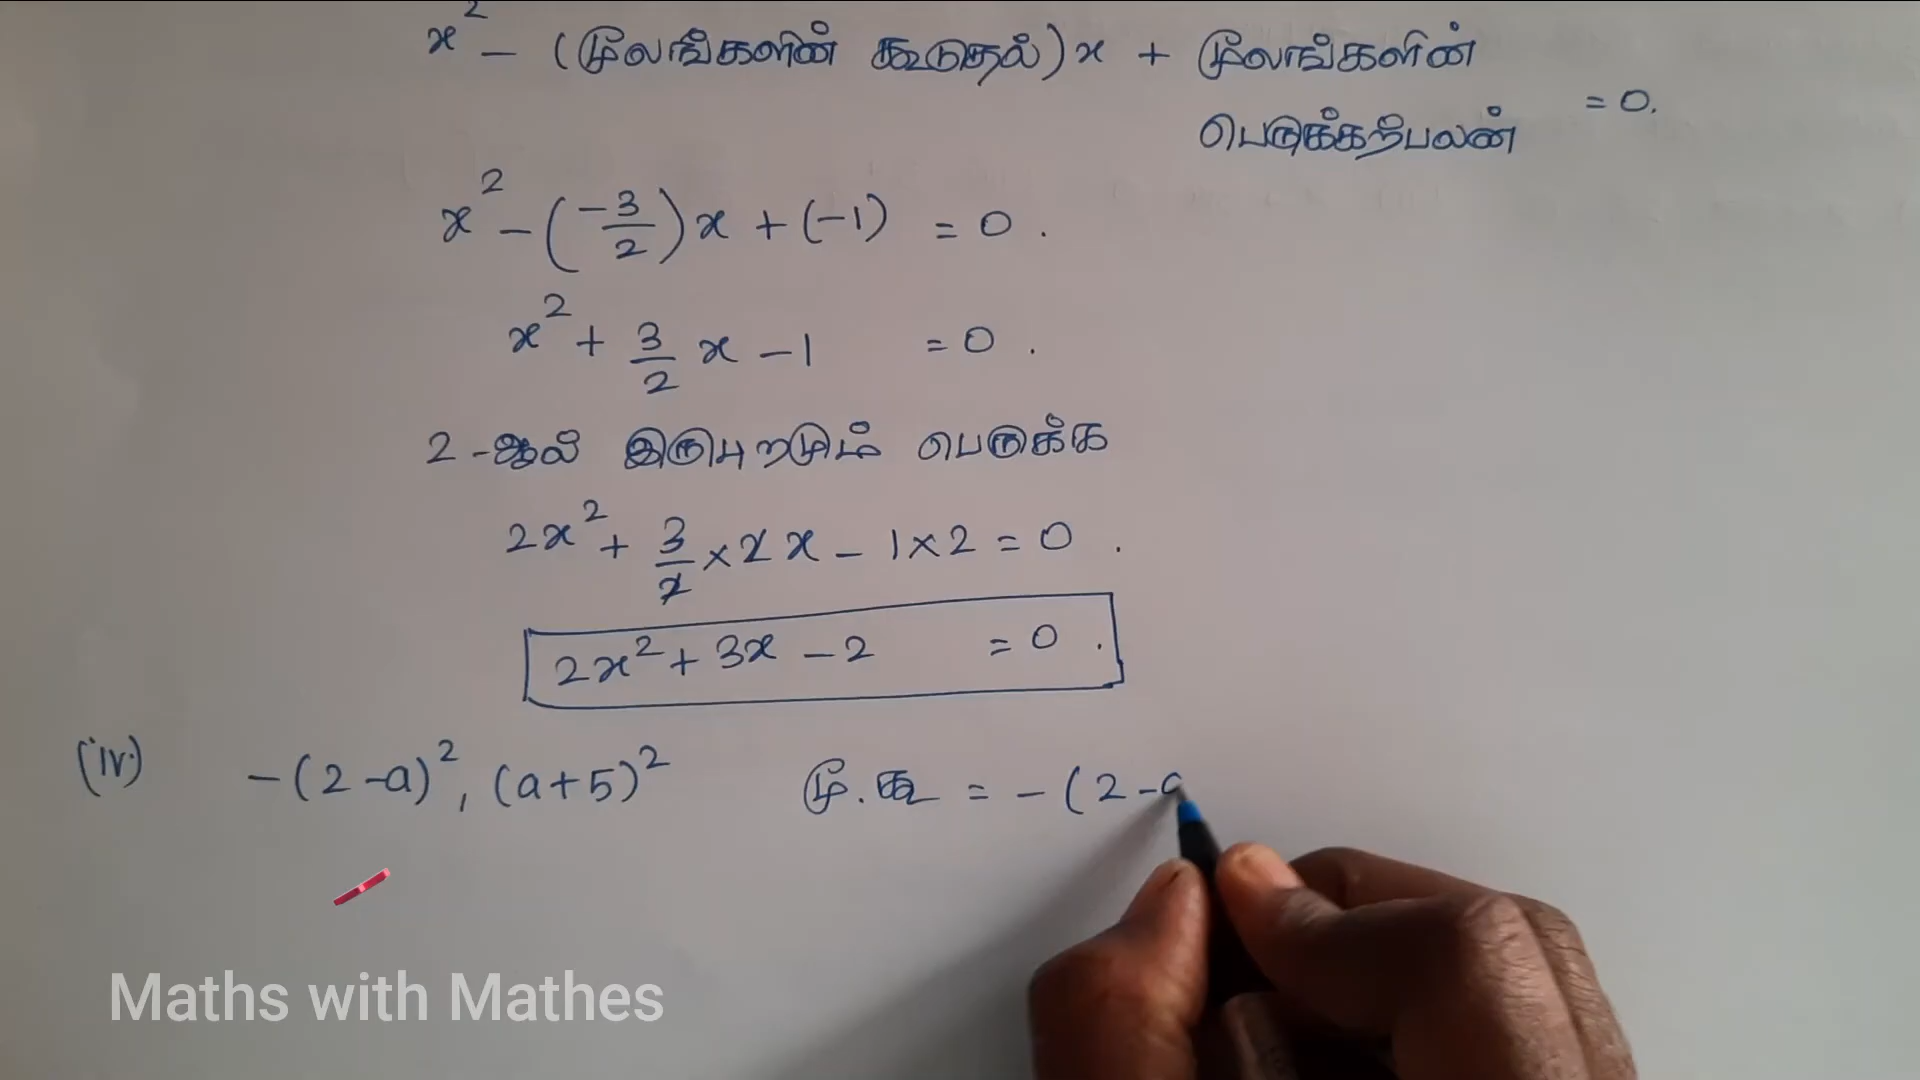 x² - (மூலங்களின் கூடுதல்)x + மூலங்களின்
பெருக்கற்பலன் = 0.
x² - (-3/2)x + (-1) = 0.
x² + 3/2 x - 1 = 0.
2 - ஆல் இருபுறமும் பெருக்க
2x² + 3/2 × 2x - 1×2 = 0.
2x² + 3x - 2 = 0.
(iv) -(2-a)², (a+5)² மூ.கூ = -(2-a
Maths with Mathes